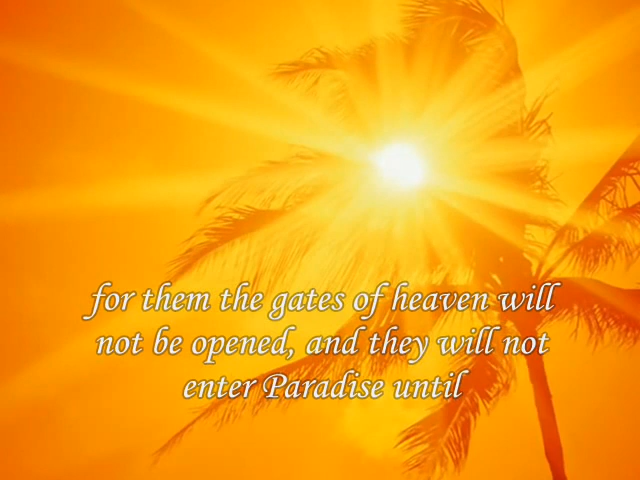 for them the gates of heaven will
not be opened, and they will not
enter Paradise until